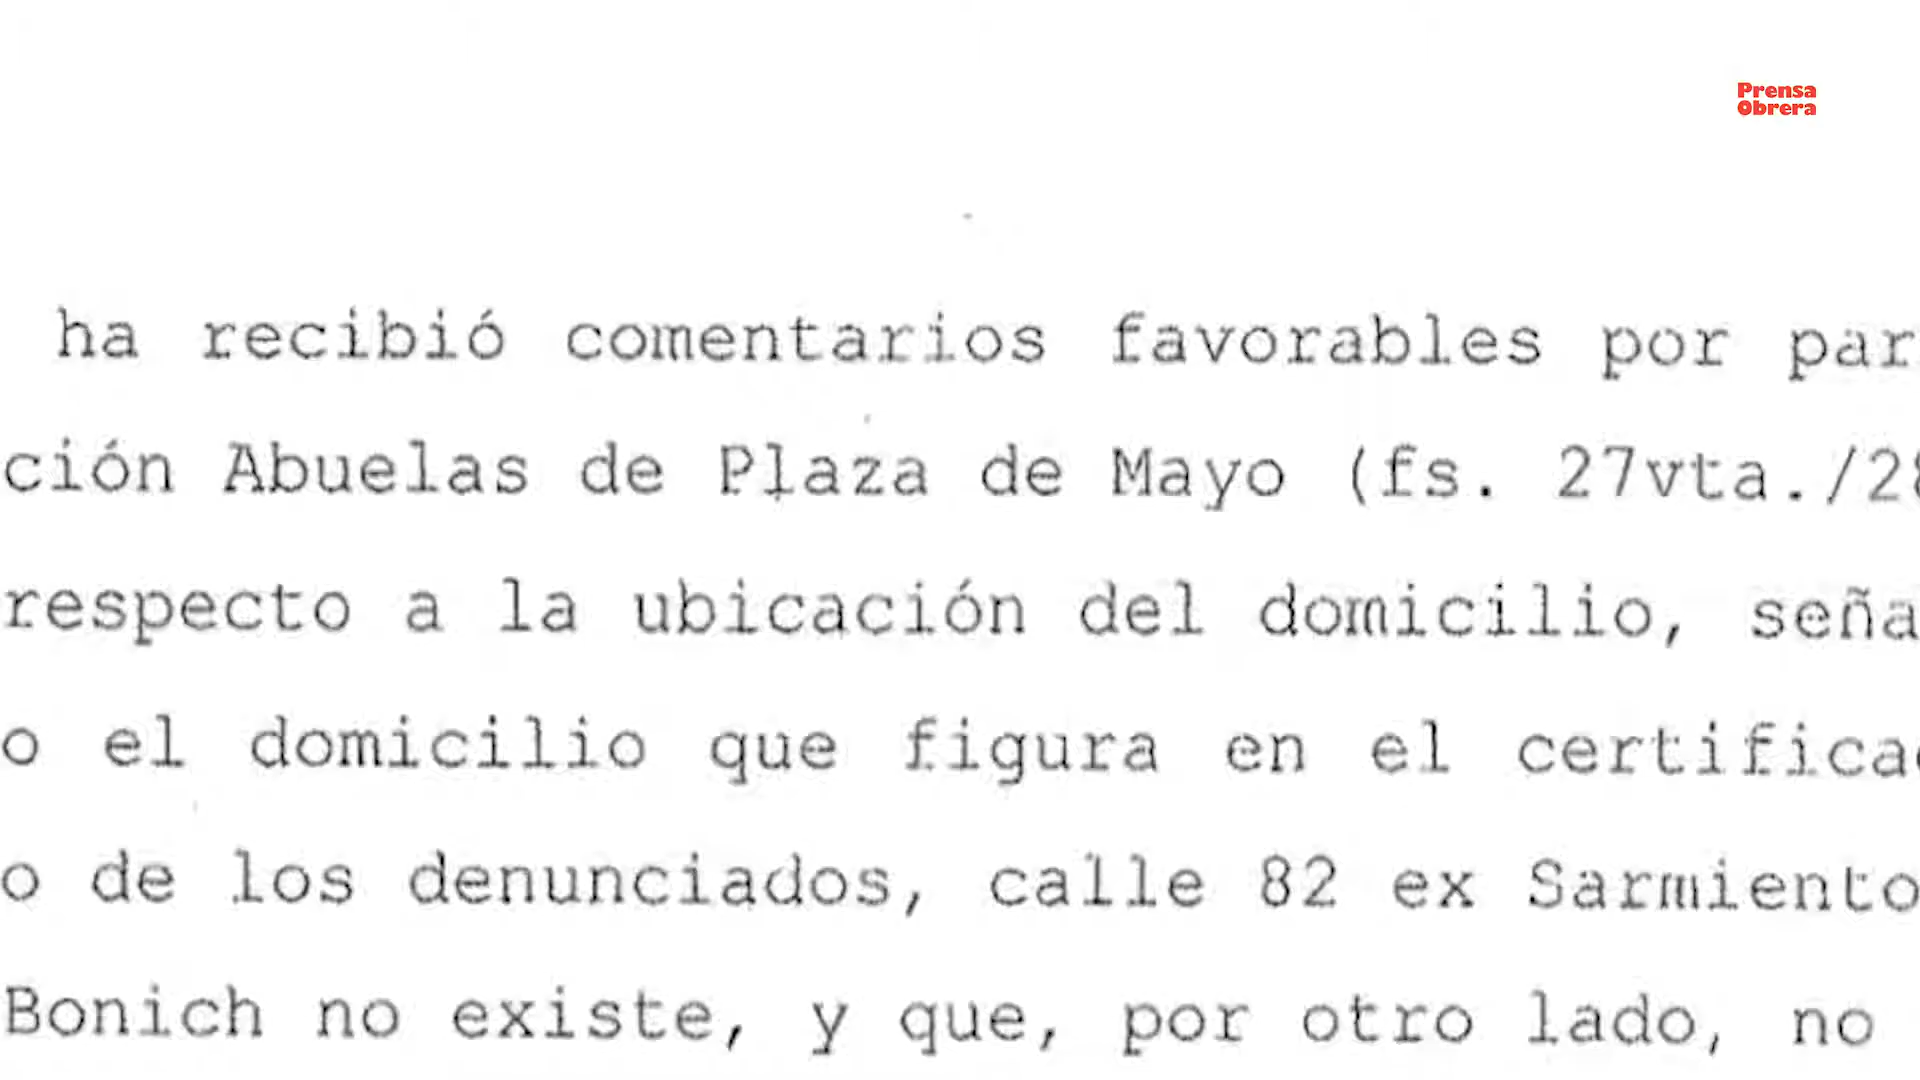 Prensa
Obrera
ha recibió comentarios favorables por par
ción Abuelas de Plaza de Mayo (fs. 27vta./28
respecto a la ubicación del domicilio, seña
o el domicilio que figura en el certifica
o de los denunciados, calle 82 ex Sarmiento
Bonich no existe, y que, por otro lado, no